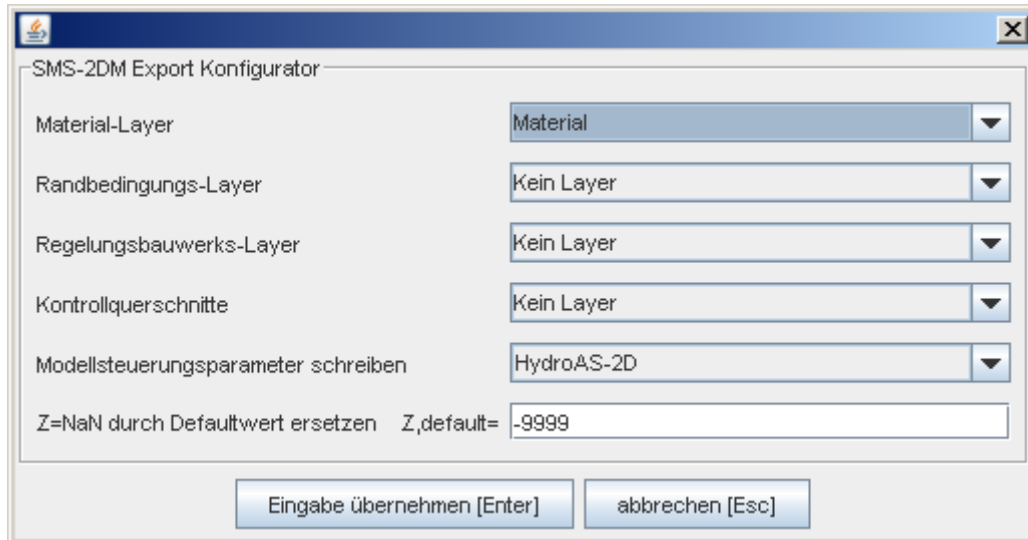 SMS-2DM Export Konfigurator
Material-Layer Material
Randbedingungs-Layer Kein Layer
Regelungsbauwerks-Layer Kein Layer
Kontrollquerschnitte Kein Layer
Modellsteuerungsparameter schreiben HydroAS-2D
Z=NaN durch Defaultwert ersetzen Z,default= -9999
Eingabe übernehmen [Enter] abbrechen [Esc]